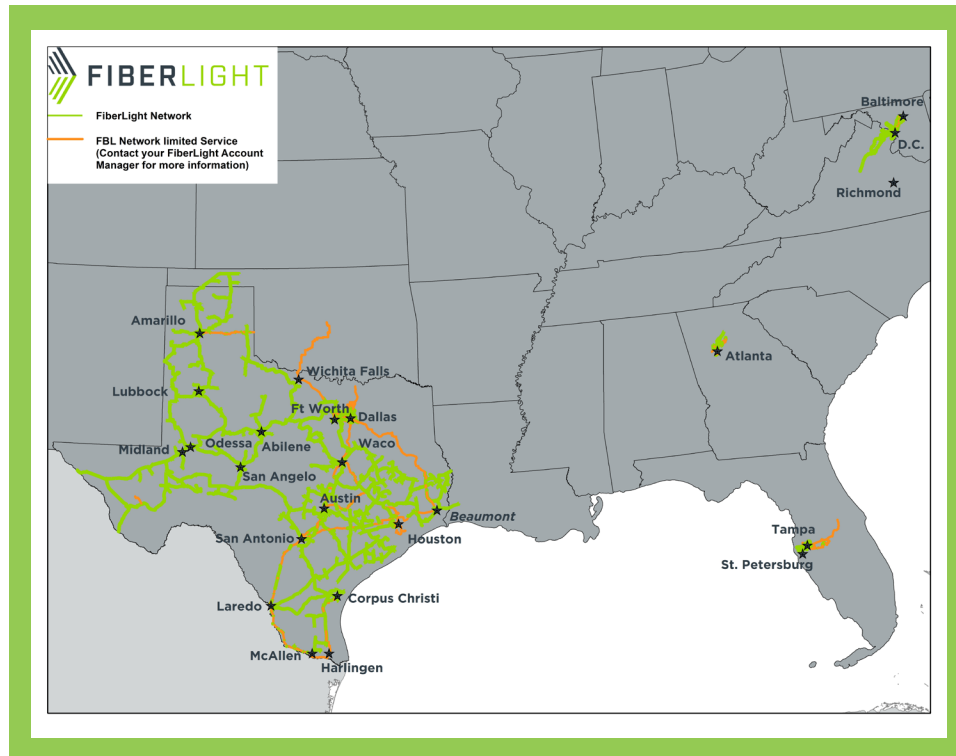 FIBERLIGHT
FiberLight Network
FBL Network limited Service
(Contact your FiberLight Account
Manager for more information)
Baltimore
D.C.
Richmond
Amarillo
Atlanta
Wichita Falls
Lubbock
Ft Worth
Dallas
Midland
Odessa
Abilene
Waco
San Angelo
Austin
Beaumont
San Antonio
Houston
Tampa
St. Petersburg
Laredo
Corpus Christi
McAllen
Harlingen